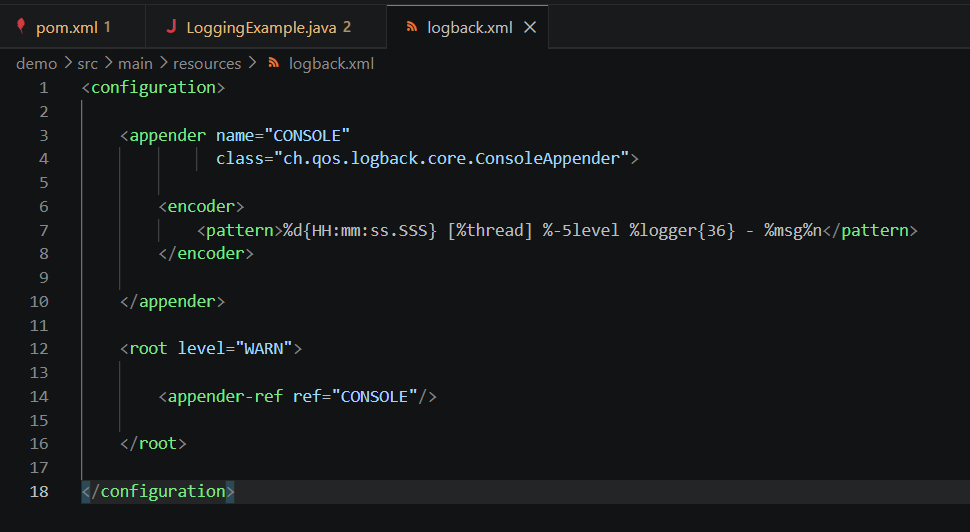 pom.xml 1 LoggingExample.java 2 logback.xml
demo > src > main > resources > logback.xml
1 <configuration>
2
3 <appender name="CONSOLE"
4 class="ch.qos.logback.core.ConsoleAppender">
5
6 <encoder>
7 <pattern>%d{HH:mm:ss.SSS} [%thread] %-5level %logger{36} - %msg%n</pattern>
8 </encoder>
9
10 </appender>
11
12 <root level="WARN">
13
14 <appender-ref ref="CONSOLE"/>
15
16 </root>
17
18 </configuration>